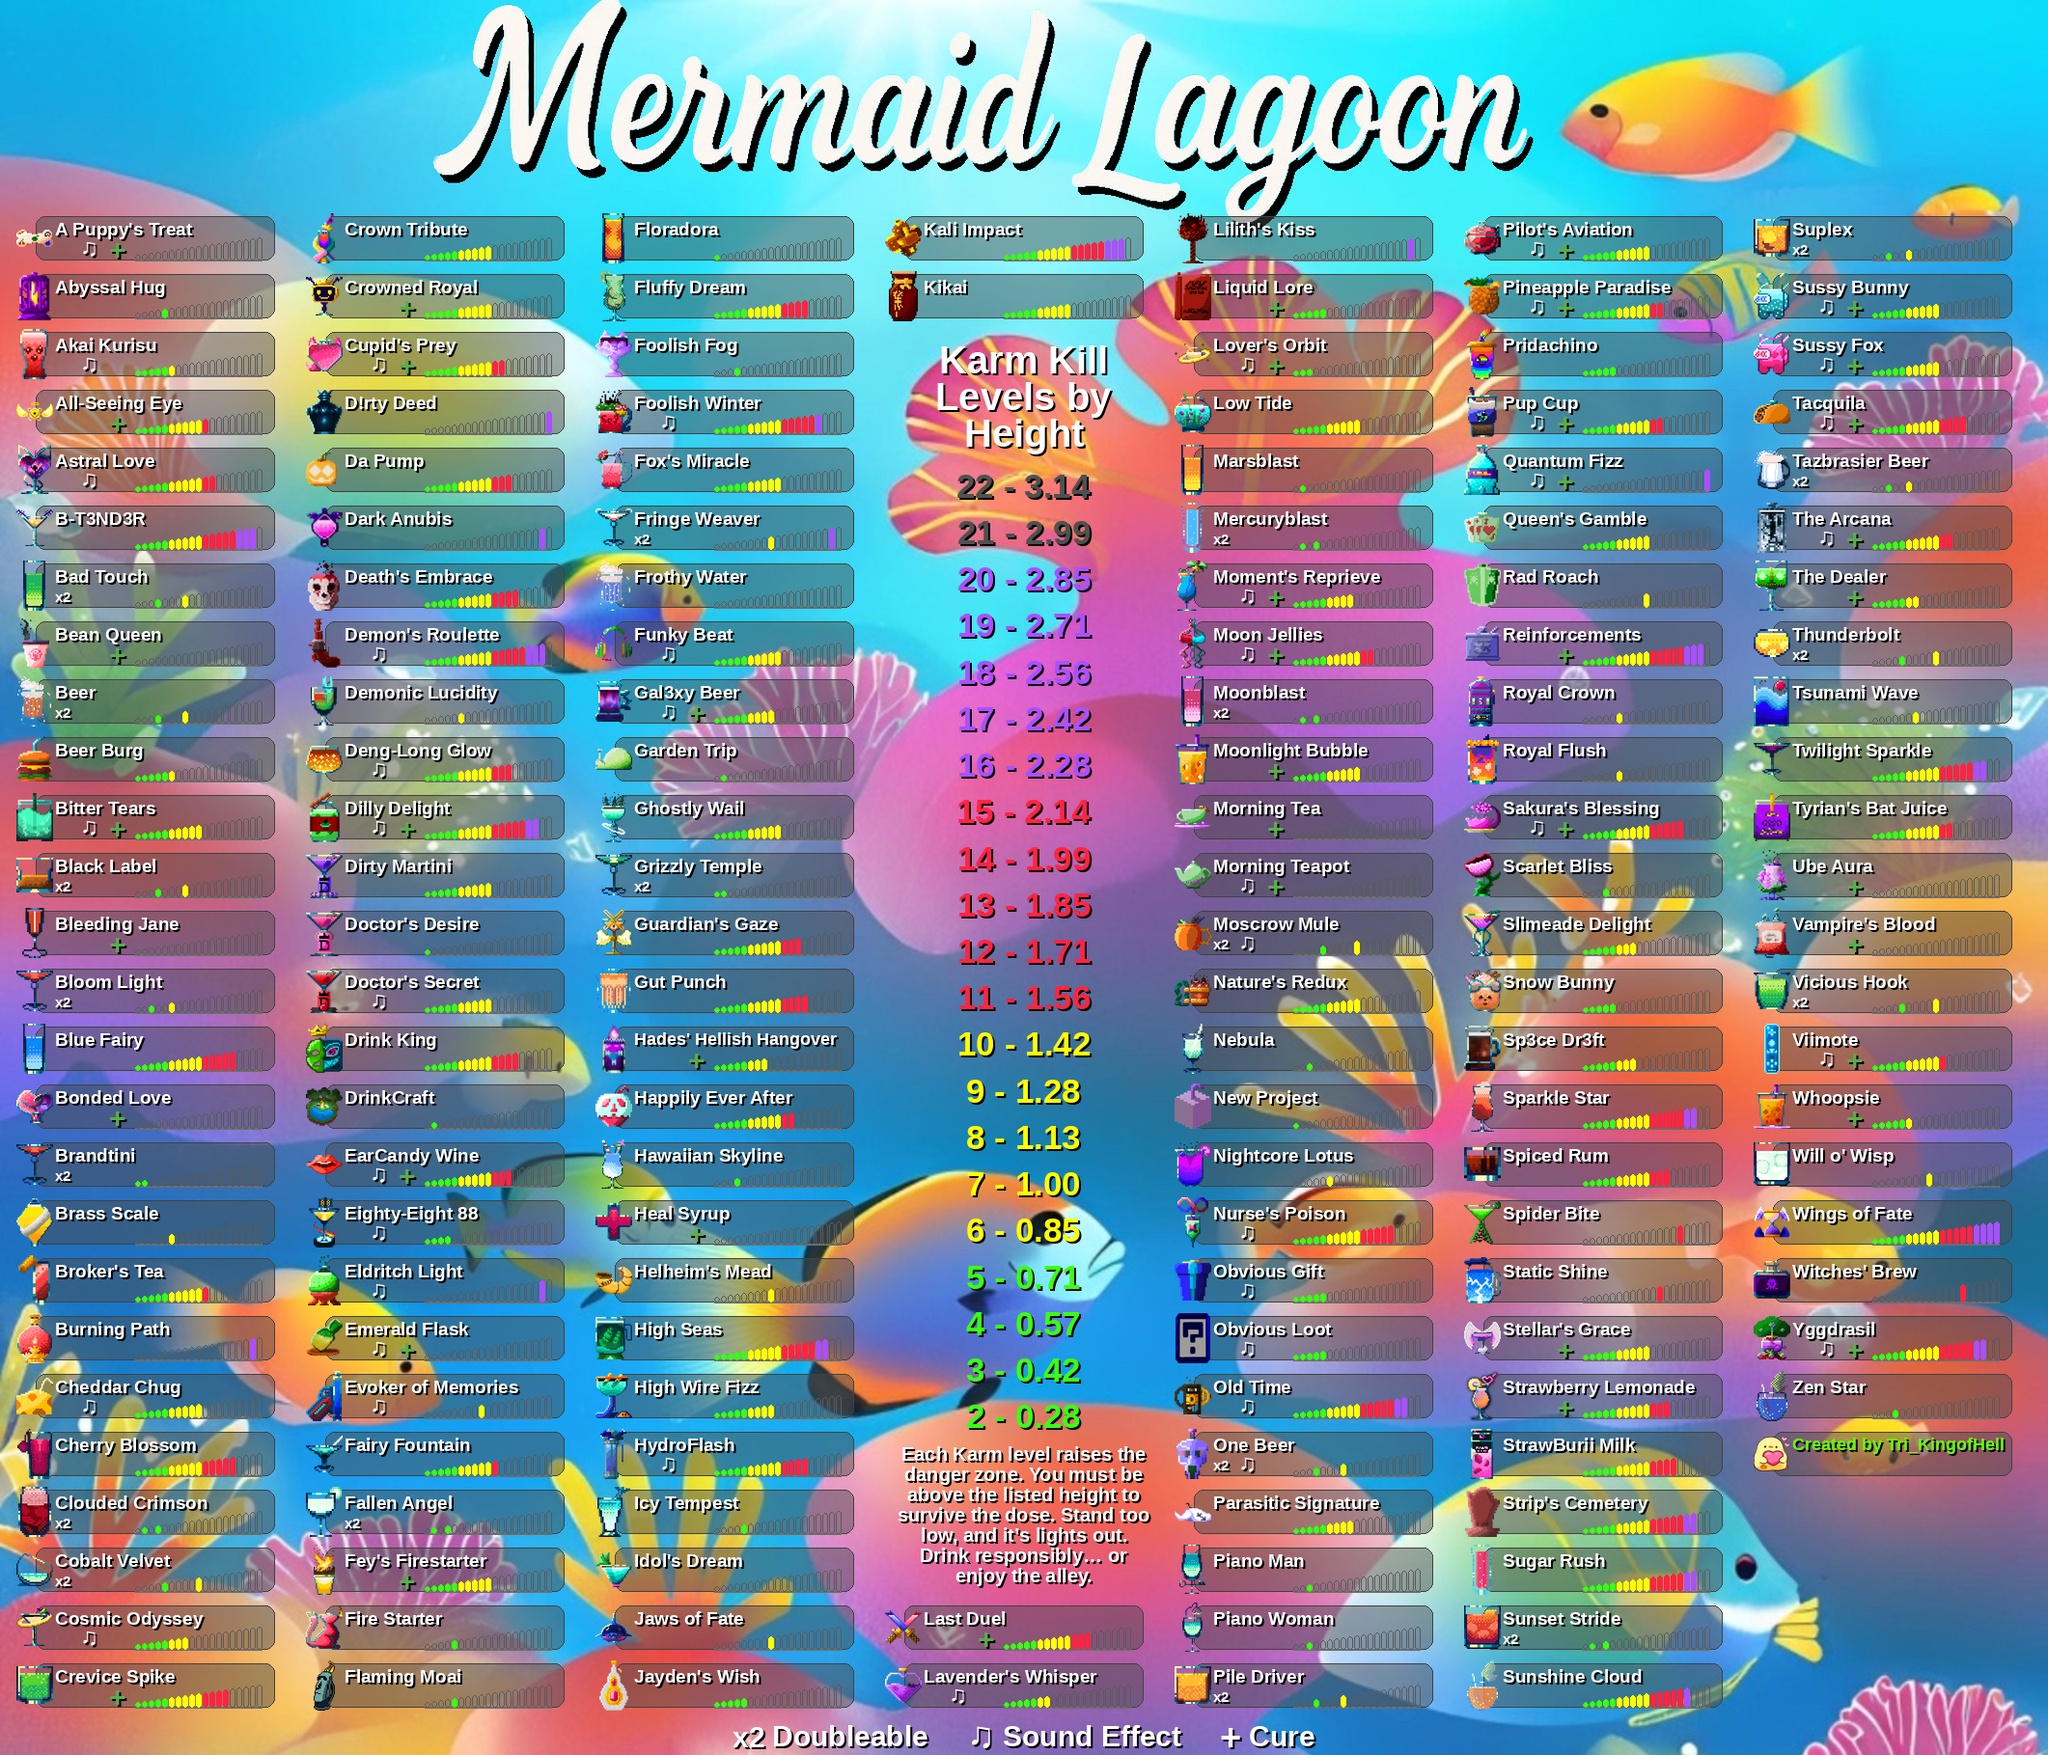 Mermaid Lagoon
A Puppy's Treat
♫ +
Abyssal Hug
Akai Kurisu
♫
All-Seeing Eye
+
Astral Love
♫
B-T3ND3R
Bad Touch
x2
Bean Queen
+
Beer
x2
Beer Burg
Bitter Tears
♫ +
Black Label
x2
Bleeding Jane
+
Bloom Light
x2
Blue Fairy
Bonded Love
+
Brandtini
x2
Brass Scale
Broker's Tea
Burning Path
Cheddar Chug
♫
Cherry Blossom
Clouded Crimson
x2
Cobalt Velvet
x2
Cosmic Odyssey
♫
Crevice Spike
+
Crown Tribute
Crowned Royal
+
Cupid's Prey
♫ +
D!rty Deed
Da Pump
Dark Anubis
Death's Embrace
Demon's Roulette
♫
Demonic Lucidity
Deng-Long Glow
♫
Dilly Delight
♫ +
Dirty Martini
Doctor's Desire
Doctor's Secret
♫
Drink King
DrinkCraft
EarCandy Wine
♫ +
Eighty-Eight 88
♫
Eldritch Light
♫
Emerald Flask
♫ +
Evoker of Memories
♫
Fairy Fountain
Fallen Angel
x2
Fey's Firestarter
+
Fire Starter
Flaming Moai
Floradora
Fluffy Dream
Foolish Fog
Foolish Winter
♫
Fox's Miracle
Fringe Weaver
x2
Frothy Water
Funky Beat
♫
Gal3xy Beer
♫ +
Garden Trip
Ghostly Wail
Grizzly Temple
x2
Guardian's Gaze
Gut Punch
Hades' Hellish Hangover
+
Happily Ever After
Hawaiian Skyline
Heal Syrup
+
Helheim's Mead
High Seas
High Wire Fizz
HydroFlash
♫
Icy Tempest
Idol's Dream
Jaws of Fate
Jayden's Wish
Kali Impact
Kikai
Karm Kill
Levels by
Height
22 - 3.14
21 - 2.99
20 - 2.85
19 - 2.71
18 - 2.56
17 - 2.42
16 - 2.28
15 - 2.14
14 - 1.99
13 - 1.85
12 - 1.71
11 - 1.56
10 - 1.42
9 - 1.28
8 - 1.13
7 - 1.00
6 - 0.85
5 - 0.71
4 - 0.57
3 - 0.42
2 - 0.28
Each Karm level raises the
danger zone. You must be
above the listed height to
survive the dose. Stand too
low, and it's lights out.
Drink responsibly... or
enjoy the alley.
Last Duel
+
Lavender's Whisper
♫
Lilith's Kiss
Liquid Lore
+
Lover's Orbit
♫ +
Low Tide
Marsblast
Mercuryblast
x2
Moment's Reprieve
♫ +
Moon Jellies
♫ +
Moonblast
x2
Moonlight Bubble
+
Morning Tea
+
Morning Teapot
♫ +
Moscrow Mule
x2 ♫
Nature's Redux
Nebula
New Project
Nightcore Lotus
Nurse's Poison
♫
Obvious Gift
♫
Obvious Loot
♫
Old Time
One Beer
x2 ♫
Parasitic Signature
Piano Man
Piano Woman
Pile Driver
x2
Pilot's Aviation
♫ +
Pineapple Paradise
♫ +
Pridachino
Pup Cup
♫ +
Quantum Fizz
♫ +
Queen's Gamble
Rad Roach
Reinforcements
+
Royal Crown
Royal Flush
Sakura's Blessing
♫ +
Scarlet Bliss
Slimeade Delight
Snow Bunny
Sp3ce Dr3ft
Sparkle Star
Spiced Rum
Spider Bite
Static Shine
Stellar's Grace
+
Strawberry Lemonade
+
StrawBurii Milk
Strip's Cemetery
Sugar Rush
Sunset Stride
x2
Sunshine Cloud
Suplex
x2
Sussy Bunny
♫ +
Sussy Fox
♫ +
Tacquila
♫ +
Tazbrasier Beer
x2
The Arcana
♫ +
The Dealer
+
Thunderbolt
x2
Tsunami Wave
Twilight Sparkle
Tyrian's Bat Juice
Ube Aura
+
Vampire's Blood
+
Vicious Hook
x2
Viimote
♫ +
Whoopsie
+
Will o' Wisp
Wings of Fate
Witches' Brew
Yggdrasil
♫ +
Zen Star
Created by Tri_KingofHell
x2 Doubleable ♫ Sound Effect + Cure